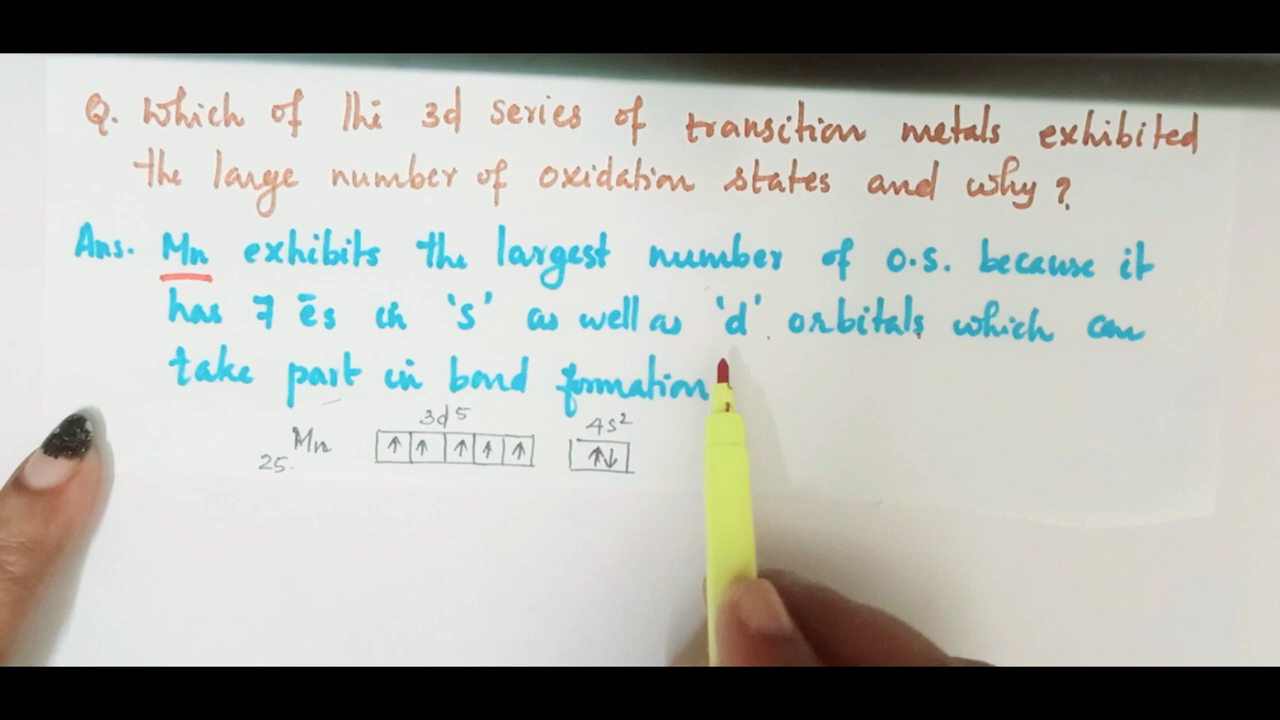 Q. Which of the 3d series of transition metals exhibited
the large number of oxidation states and why?
Ans. Mn exhibits the largest number of o.s. because it
has 7 ēs in 's' as well as 'd' orbitals which can
take part in bond formation
3d5 4s²
25 Mn ↑ ↑ ↑ ↑ ↑ ↑↓